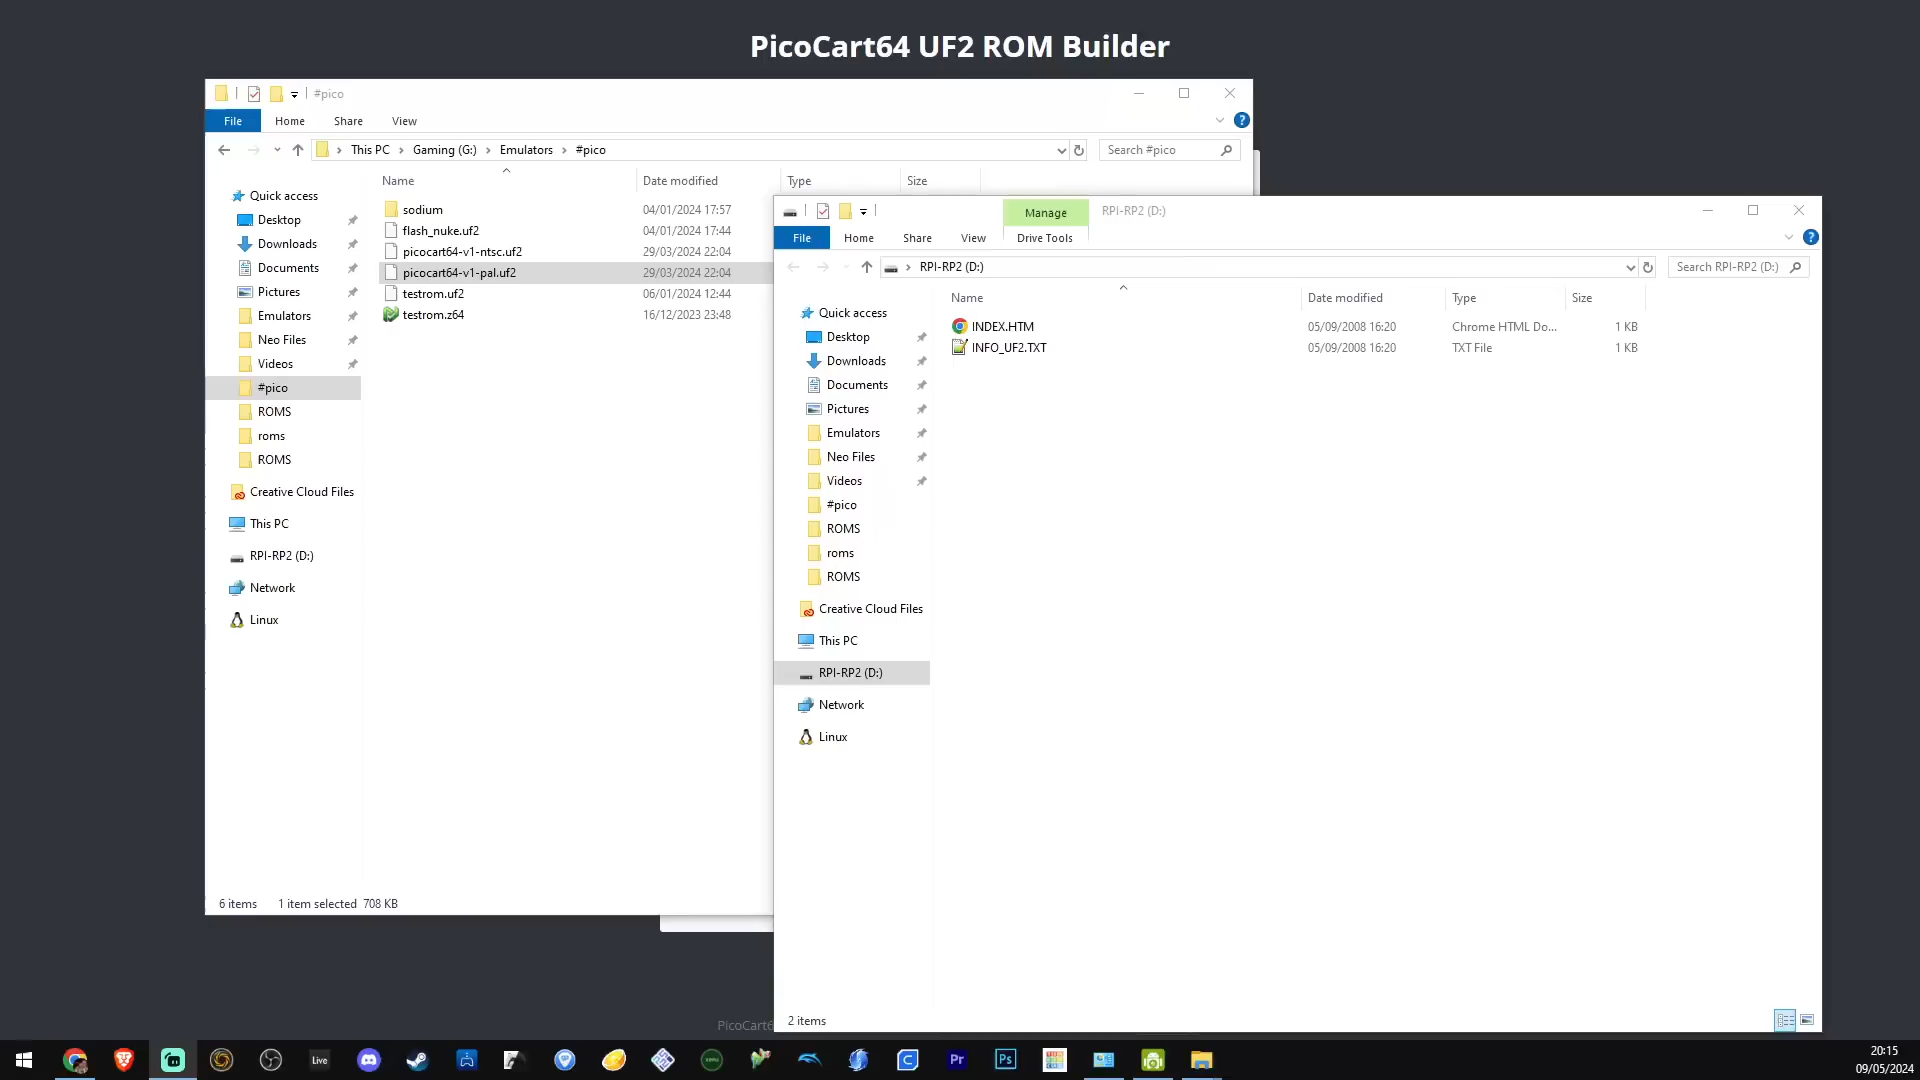 PicoCart64 UF2 ROM Builder
#pico
File Home Share View
This PC Gaming (G:) Emulators #pico
Search #pico
Name Date modified Type Size
Quick access
Desktop
Downloads
Documents
Pictures
Emulators
Neo Files
Videos
#pico
ROMS
roms
ROMS
Creative Cloud Files
This PC
RPI-RP2 (D:)
Network
Linux
sodium 04/01/2024 17:57
flash_nuke.uf2 04/01/2024 17:44
picocart64-v1-ntsc.uf2 29/03/2024 22:04
picocart64-v1-pal.uf2 29/03/2024 22:04
testrom.uf2 06/01/2024 12:44
testrom.z64 16/12/2023 23:48
6 items 1 item selected 708 KB
Manage RPI-RP2 (D:)
File Home Share View Drive Tools
RPI-RP2 (D:)
Search RPI-RP2 (D:)
Name Date modified Type Size
Quick access
Desktop
Downloads
Documents
Pictures
Emulators
Neo Files
Videos
#pico
ROMS
roms
ROMS
Creative Cloud Files
This PC
RPI-RP2 (D:)
Network
Linux
INDEX.HTM 05/09/2008 16:20 Chrome HTML Do... 1 KB
INFO_UF2.TXT 05/09/2008 16:20 TXT File 1 KB
2 items
PicoCart6
Live
Pr
Ps
20:15
09/05/2024